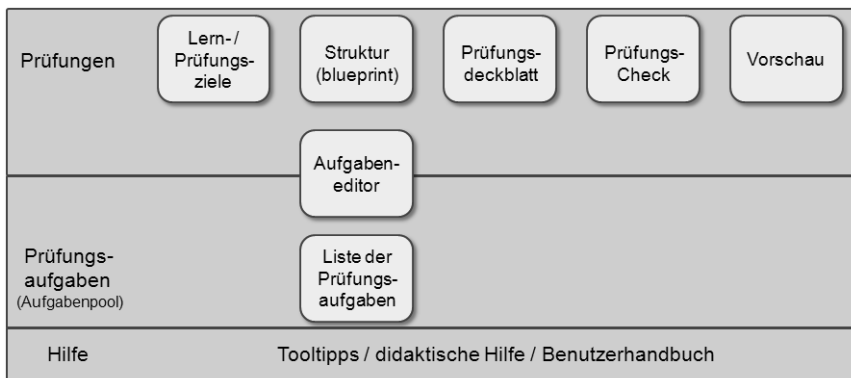 Prüfungen
Lern-/
Prüfungs-
ziele
Struktur
(blueprint)
Prüfungs-
deckblatt
Prüfungs-
Check
Vorschau
Aufgaben-
editor
Prüfungs-
aufgaben
(Aufgabenpool)
Liste der
Prüfungs-
aufgaben
Hilfe
Tooltipps / didaktische Hilfe / Benutzerhandbuch